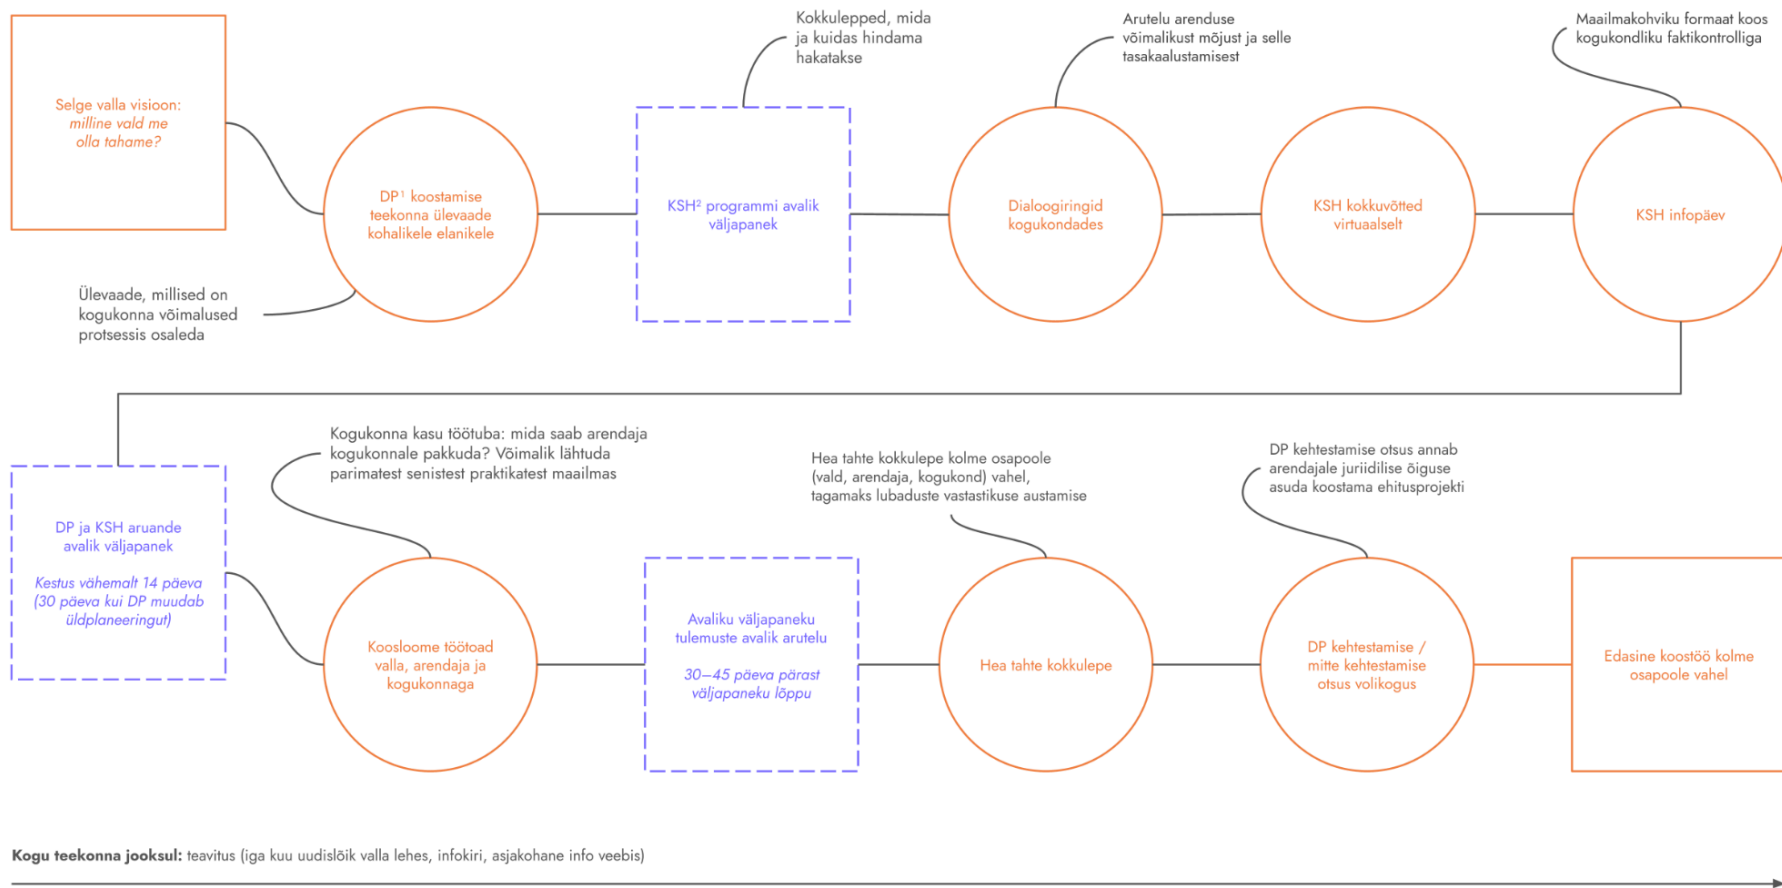 Selge valla visioon:
milline vald me
olla tahame?
Ülevaade, millised on
kogukonna võimalused
protsessis osaleda
DP¹ koostamise
teekonna ülevaade
kohalikele elanikele
Kokkulepped, mida
ja kuidas hindama
hakatakse
KSH² programmi avalik
väljapanek
Arutelu arenduse
võimalikust mõjust ja selle
tasakaalustamisest
Dialoogiringid
kogukondades
KSH kokkuvõtted
virtuaalselt
Maailmakohviku formaat koos
kogukondliku faktikontrolliga
KSH infopäev
DP ja KSH aruande
avalik väljapanek
Kestus vähemalt 14 päeva
(30 päeva kui DP muudab
üldplaneeringut)
Kogukonna kasu töötuba: mida saab arendaja
kogukonnale pakkuda? Võimalik lähtuda
parimatest senistest praktikatest maailmas
Koosloome töötoad
valla, arendaja ja
kogukonnaga
Avaliku väljapaneku
tulemuste avalik arutelu
30–45 päeva pärast
väljapaneku lõppu
Hea tahte kokkulepe kolme osapoole
(vald, arendaja, kogukond) vahel,
tagamaks lubaduste vastastikuse austamise
Hea tahte kokkulepe
DP kehtestamise otsus annab
arendajale juriidilise õiguse
asuda koostama ehitusprojekti
DP kehtestamise /
mitte kehtestamise
otsus volikogus
Edasine koostöö kolme
osapoole vahel
Kogu teekonna jooksul: teavitus (iga kuu uudislõik valla lehes, infokiri, asjakohane info veebis)